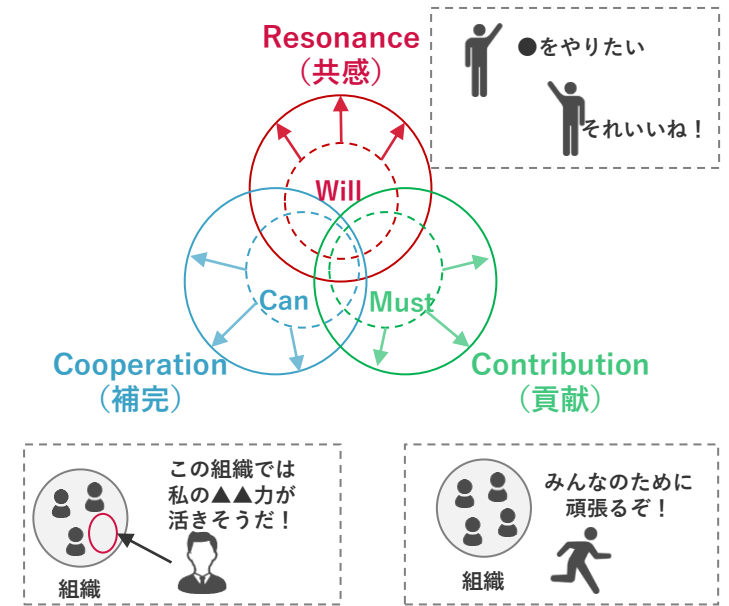 Resonance
（共感）
●をやりたい
それいいね！
Will
Can
Must
Cooperation
（補完）
Contribution
（貢献）
この組織では
私の▲▲力が
活きそうだ！
組織
みんなのために
頑張るぞ！
組織